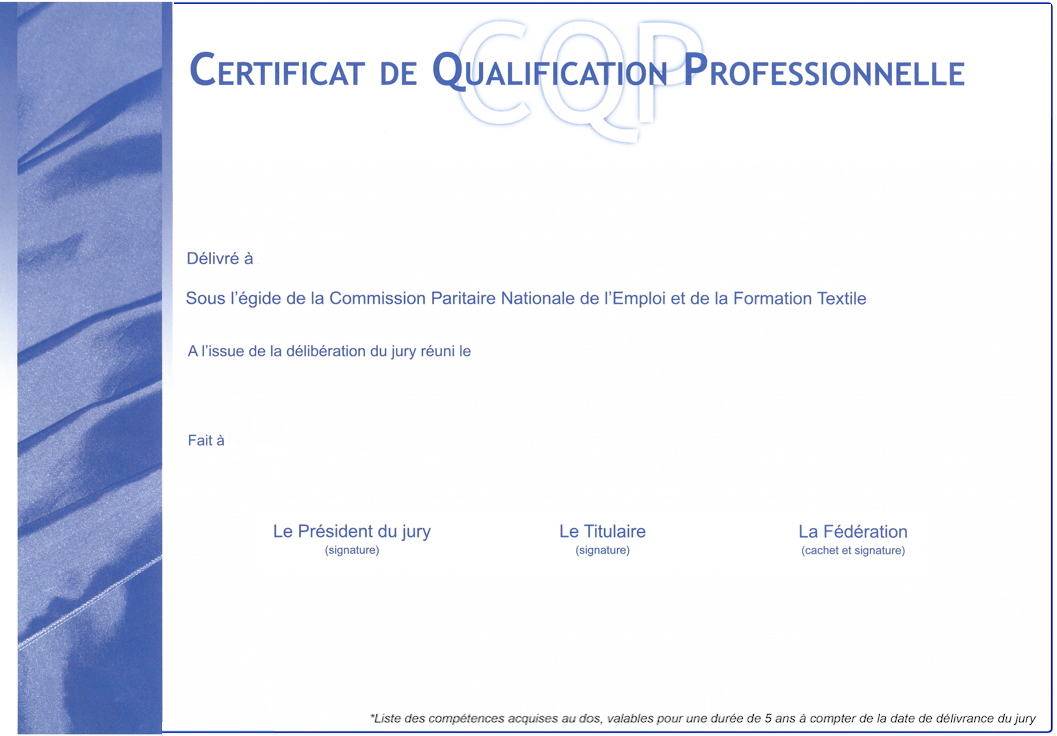 CQP
CERTIFICAT DE QUALIFICATION PROFESSIONNELLE
Délivré à
Sous l’égide de la Commission Paritaire Nationale de l’Emploi et de la Formation Textile
A l’issue de la délibération du jury réuni le
Fait à
Le Président du jury Le Titulaire La Fédération
(signature) (signature) (cachet et signature)
*Liste des compétences acquises au dos, valables pour une durée de 5 ans à compter de la date de délivrance du jury